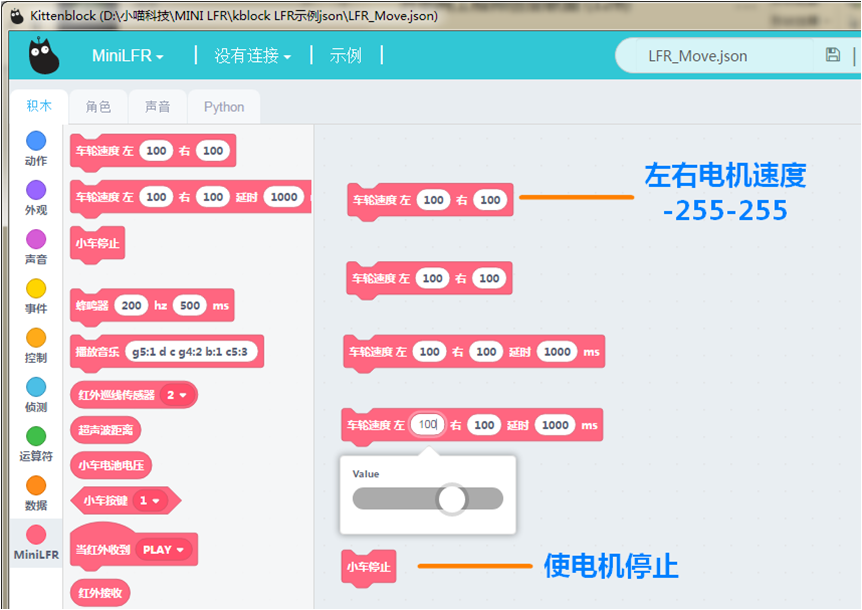 Kittenblock (D:\小喵科技\MINI LFR\kblock LFR示例json\LFR_Move.json)
MiniLFR
没有连接
示例
LFR_Move.json
积木
角色
声音
Python
动作
外观
声音
事件
控制
侦测
运算符
数据
MiniLFR
车轮速度 左 100 右 100
车轮速度 左 100 右 100 延时 1000
小车停止
蜂鸣器 200 hz 500 ms
播放音乐 g5:1 d c g4:2 b:1 c5:3
红外巡线传感器 2
超声波距离
小车电池电压
小车按键 1
当红外收到 PLAY
红外接收
车轮速度 左 100 右 100
左右电机速度
-255-255
车轮速度 左 100 右 100
车轮速度 左 100 右 100 延时 1000 ms
车轮速度 左 100 右 100 延时 1000 ms
Value
小车停止
使电机停止